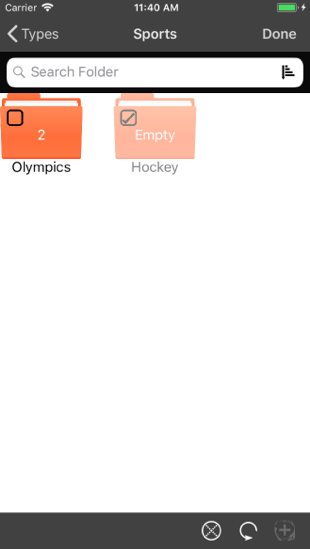 Carrier 11:40 AM
Types Sports Done
Search Folder
2 Empty
Olympics Hockey